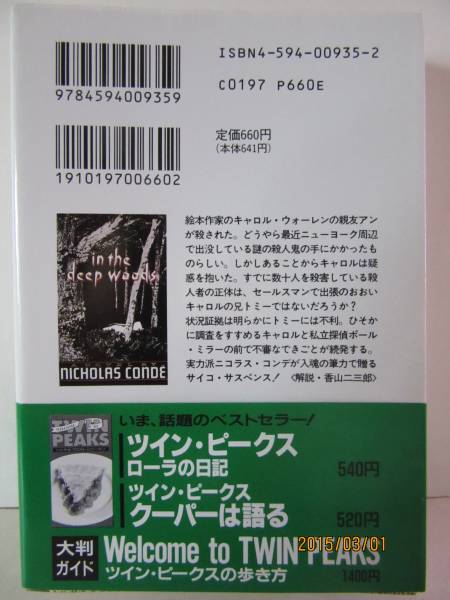 ISBN4-594-00935-2
C0197 P660E
9784594009359
定価660円
(本体641円)
1910197006602
絵本作家のキャロル・ウォーレンの親友アン
が殺された。どうやら最近ニューヨーク周辺
で出没している謎の殺人鬼の手にかかったも
のらしい。しかしあることからキャロルは疑
惑を抱いた。すでに数十人を殺害している殺
人者の正体は、セールスマンで出張のおおい
キャロルの兄トミーではないだろうか?
状況証拠は明らかにトミーには不利。ひそか
に調査をすすめるキャロルと私立探偵ポール
・ミラーの前で不審なできごとが続発する。
実力派ニコラス・コンデが入魂の筆力で贈る
サイコ・サスペンス! 〈解説・香山二三郎〉
in the
deep woods
NICHOLAS CONDE
いま、話題のベストセラー!
TWIN
PEAKS
ツイン・ピークス
ローラの日記 540円
ツイン・ピークス
クーパーは語る 520円
大判
ガイド
Welcome to TWIN PEAKS
ツイン・ピークスの歩き方 1400円
2015/03/01